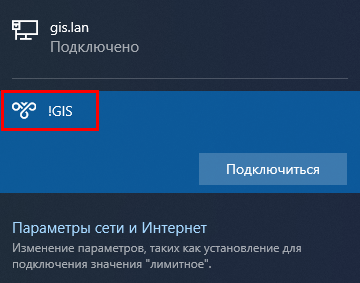 gis.lan
Подключено
!GIS
Подключиться
Параметры сети и Интернет
Изменение параметров, таких как установление для
подключения значения "лимитное".